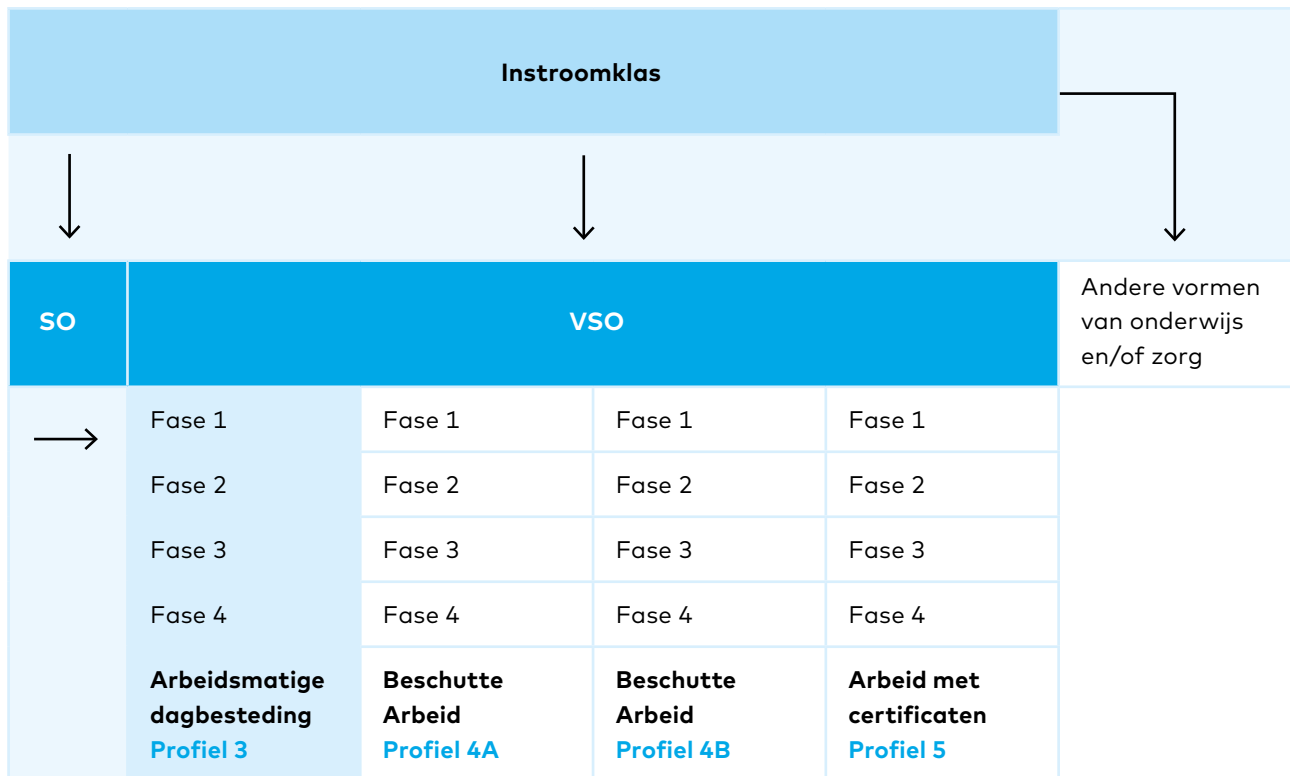 Instroomklas
SO
VSO
Andere vormen
van onderwijs
en/of zorg
Fase 1
Fase 1
Fase 1
Fase 1
Fase 2
Fase 2
Fase 2
Fase 2
Fase 3
Fase 3
Fase 3
Fase 3
Fase 4
Fase 4
Fase 4
Fase 4
Arbeidsmatige
dagbesteding
Profiel 3
Beschutte
Arbeid
Profiel 4A
Beschutte
Arbeid
Profiel 4B
Arbeid met
certificaten
Profiel 5